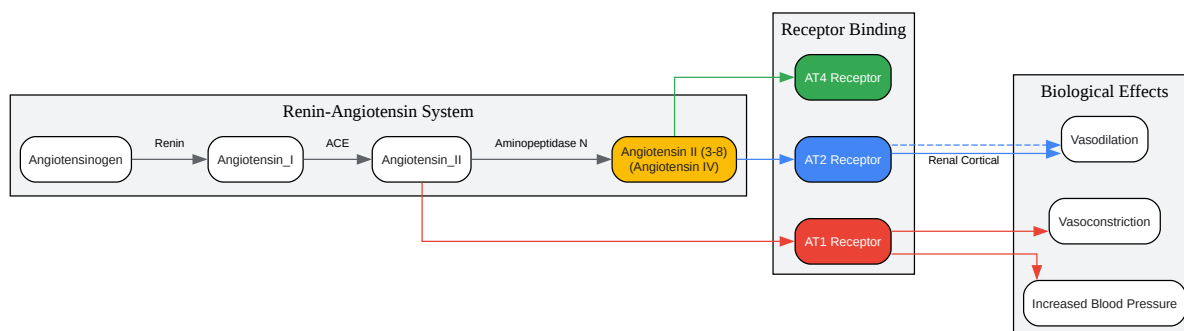 Receptor Binding
AT4 Receptor
Biological Effects
Renin-Angiotensin System
Angiotensinogen
Renin
Angiotensin_I
ACE
Angiotensin_II
Aminopeptidase N
Angiotensin II (3-8)
(Angiotensin IV)
AT2 Receptor
Renal Cortical
Vasodilation
AT1 Receptor
Vasoconstriction
Increased Blood Pressure